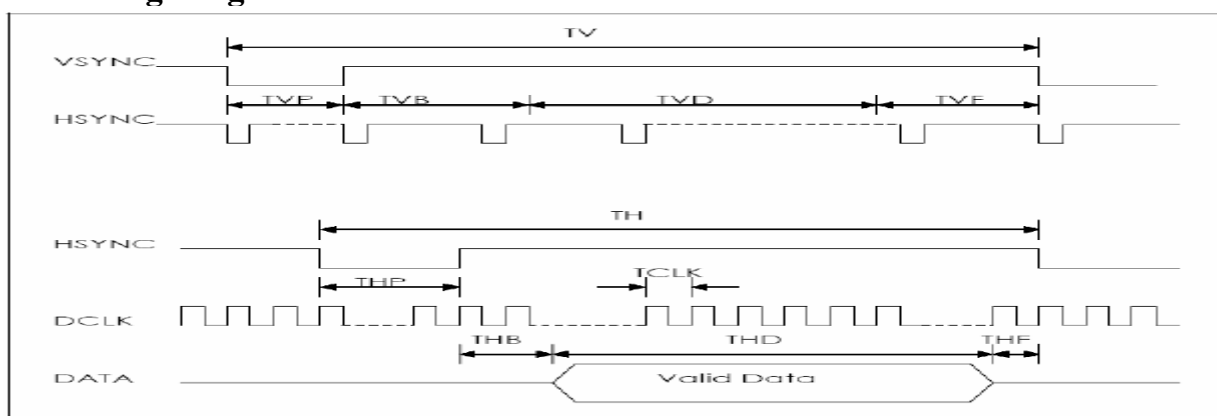 TV
VSYNC
TVP TVB TVD TVF
HSYNC
TH
HSYNC
THP TCLK
DCLK
THB THD THF
DATA Valid Data